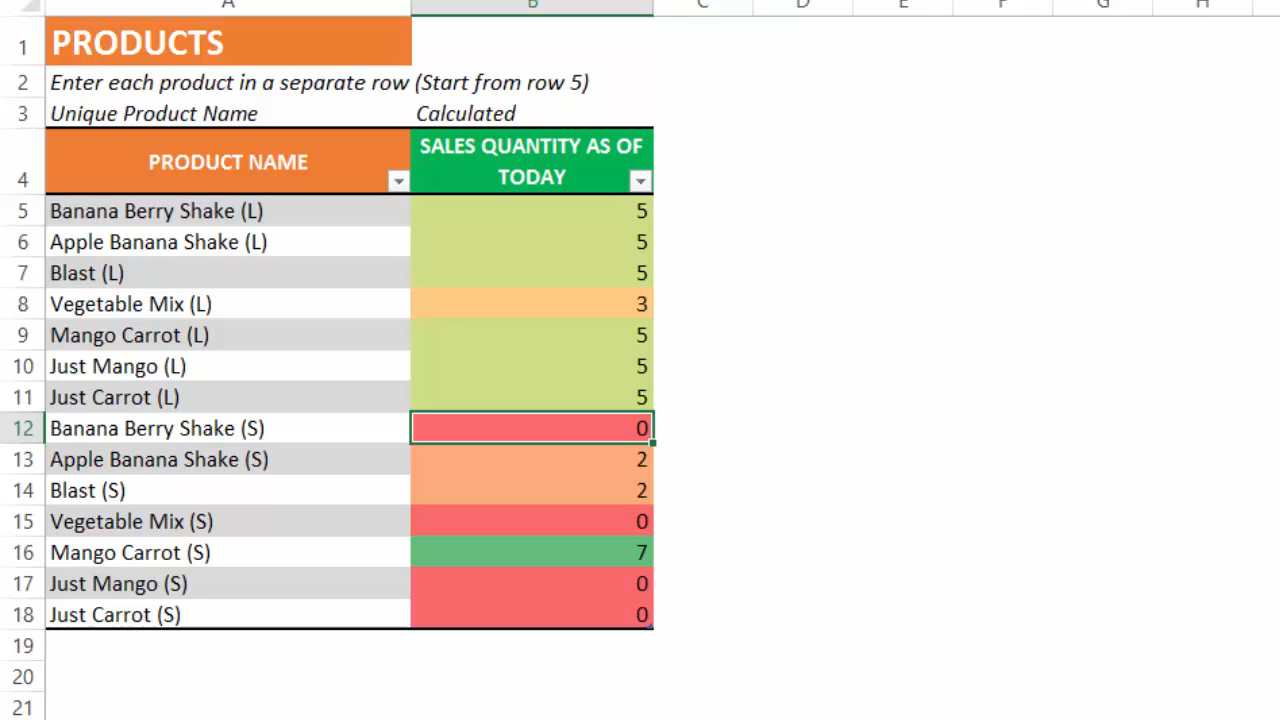 A B C D E F G H
1 PRODUCTS
2 Enter each product in a separate row (Start from row 5)
3 Unique Product Name Calculated
SALES QUANTITY AS OF
4 PRODUCT NAME TODAY
5 Banana Berry Shake (L) 5
6 Apple Banana Shake (L) 5
7 Blast (L) 5
8 Vegetable Mix (L) 3
9 Mango Carrot (L) 5
10 Just Mango (L) 5
11 Just Carrot (L) 5
12 Banana Berry Shake (S) 0
13 Apple Banana Shake (S) 2
14 Blast (S) 2
15 Vegetable Mix (S) 0
16 Mango Carrot (S) 7
17 Just Mango (S) 0
18 Just Carrot (S) 0
19
20
21